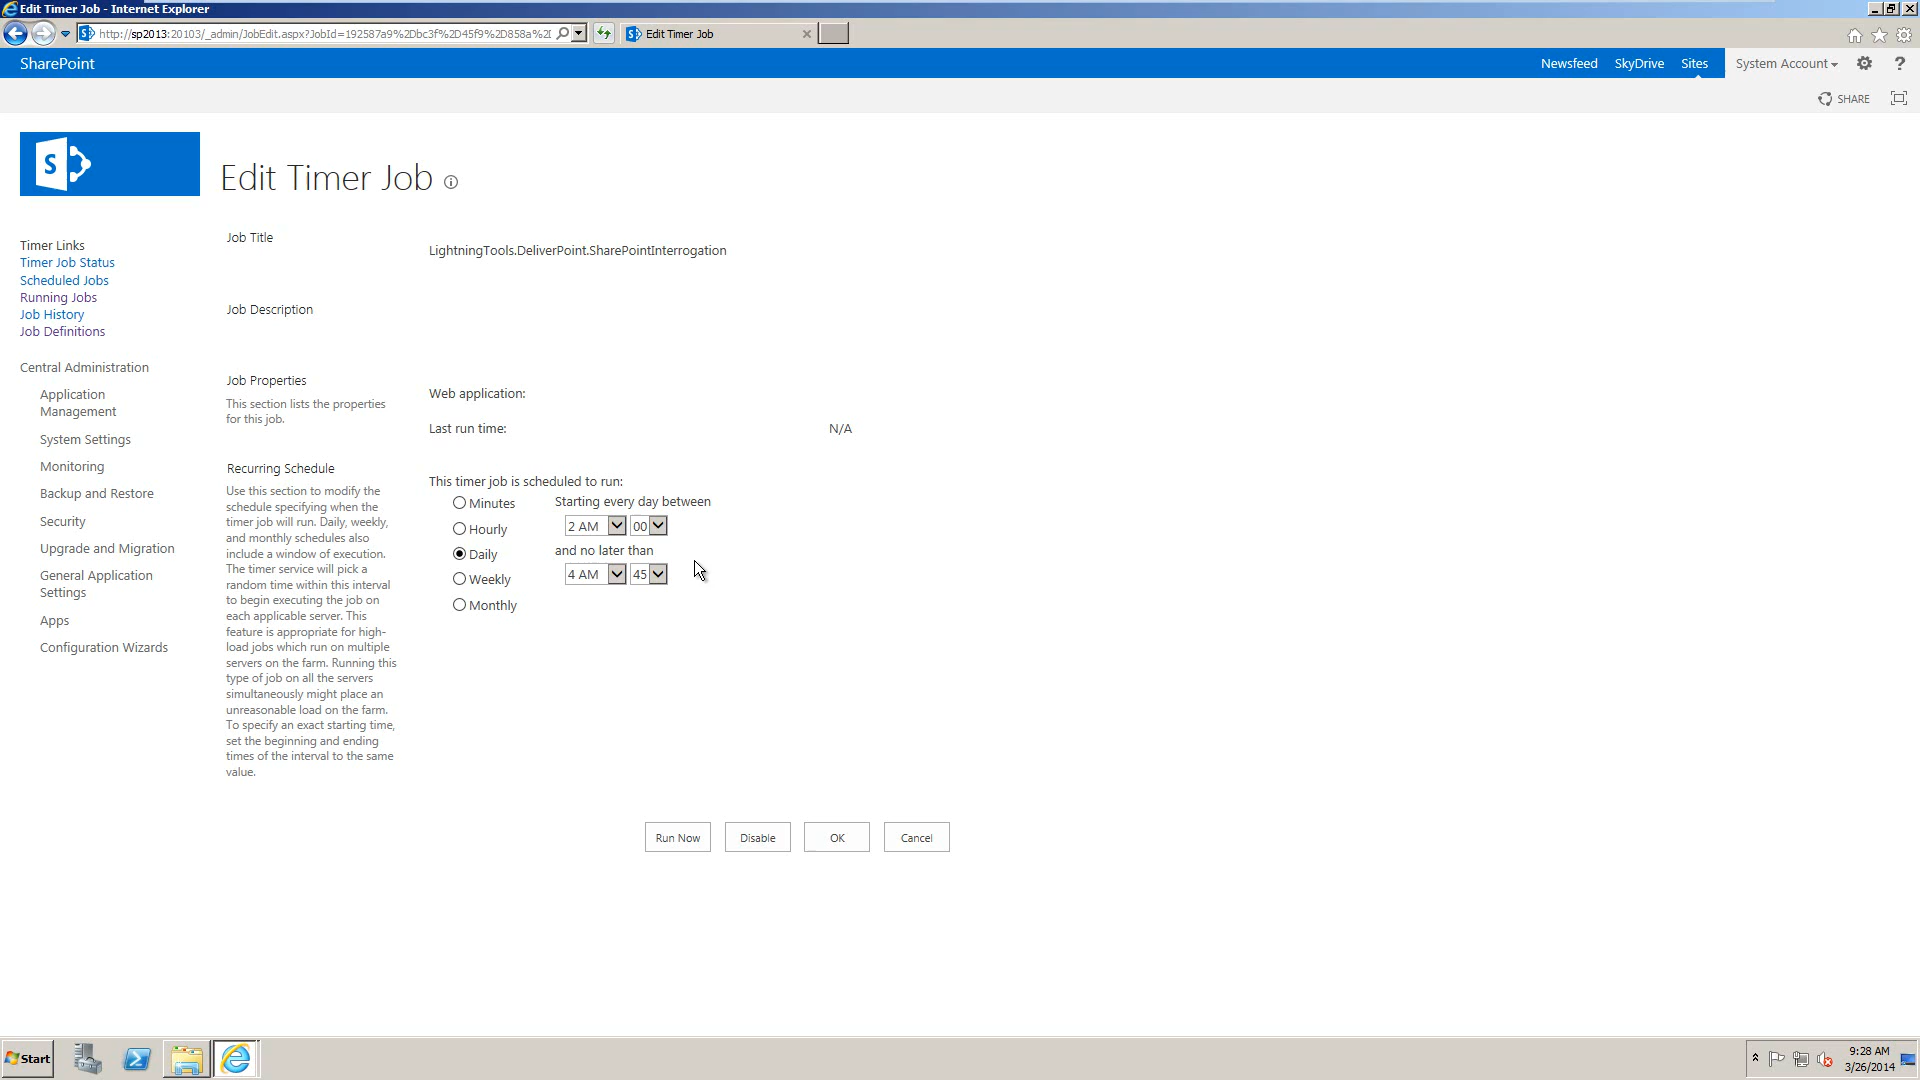 Edit Timer Job - Internet Explorer
http://sp2013:20103/_admin/JobEdit.aspx?JobId=192587a9%2Dbc3f%2D45f9%2D858a%2D
Edit Timer Job
SharePoint
Newsfeed
SkyDrive
Sites
System Account
?
SHARE
S
Edit Timer Job
Timer Links
Timer Job Status
Scheduled Jobs
Running Jobs
Job History
Job Definitions
Central Administration
Application
Management
System Settings
Monitoring
Backup and Restore
Security
Upgrade and Migration
General Application
Settings
Apps
Configuration Wizards
Job Title
LightningTools.DeliverPoint.SharePointInterrogation
Job Description
Job Properties
This section lists the properties
for this job.
Web application:
Last run time:
N/A
Recurring Schedule
Use this section to modify the
schedule specifying when the
timer job will run. Daily, weekly,
and monthly schedules also
include a window of execution.
The timer service will pick a
random time within this interval
to begin executing the job on
each applicable server. This
feature is appropriate for high-
load jobs which run on multiple
servers on the farm. Running this
type of job on all the servers
simultaneously might place an
unreasonable load on the farm.
To specify an exact starting time,
set the beginning and ending
times of the interval to the same
value.
This timer job is scheduled to run:
Minutes
Hourly
Daily
Weekly
Monthly
Starting every day between
2 AM 00
and no later than
4 AM 45
Run Now
Disable
OK
Cancel
Start
9:28 AM
3/26/2014